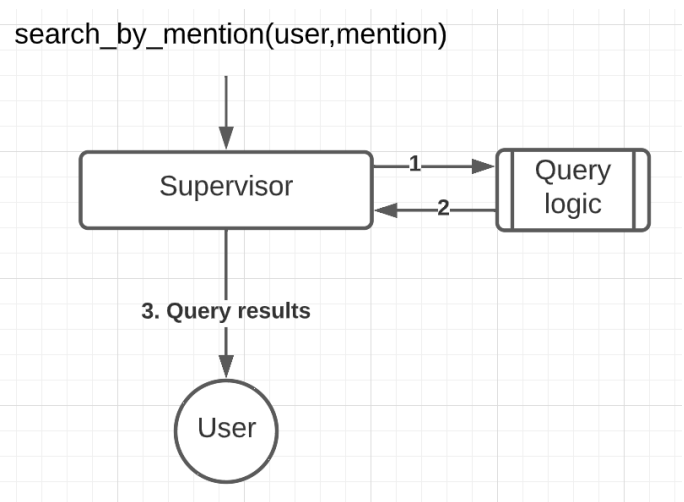 search_by_mention(user,mention)
1
Supervisor
Query
logic
2
3. Query results
User